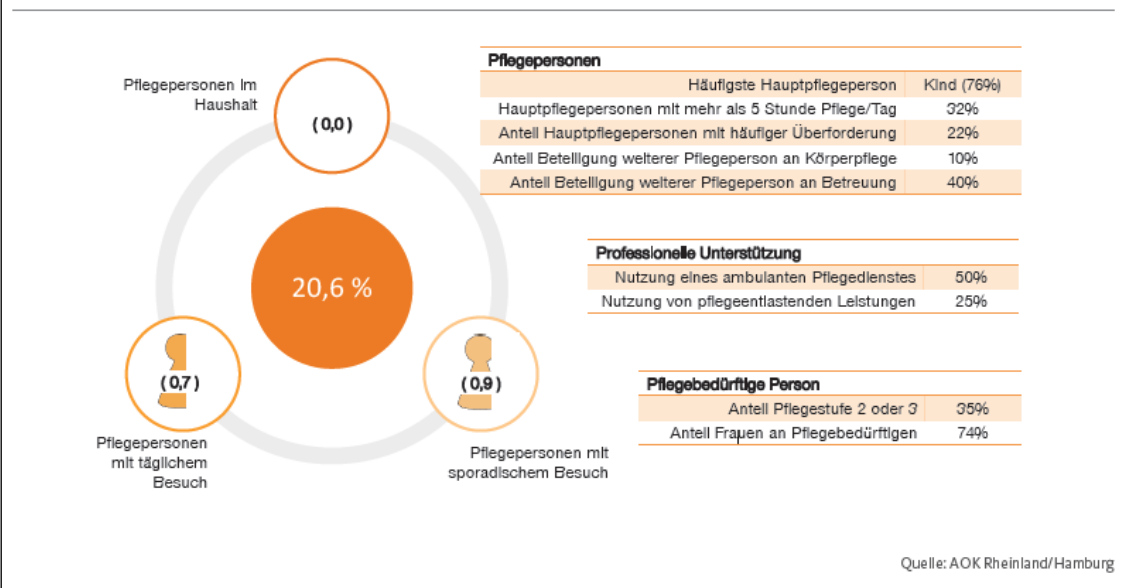 Pflegepersonen im
Haushalt
(0,0)
20,6 %
(0,7)
(0,9)
Pflegepersonen
mit täglichem
Besuch
Pflegepersonen mit
sporadischem Besuch
Pflegepersonen
Häufigste Hauptpflegeperson Kind (76%)
Hauptpflegepersonen mit mehr als 5 Stunde Pflege/Tag 32%
Anteil Hauptpflegepersonen mit häufiger Überforderung 22%
Anteil Beteiligung weiterer Pflegeperson an Körperpflege 10%
Anteil Beteiligung weiterer Pflegeperson an Betreuung 40%
Professionelle Unterstützung
Nutzung eines ambulanten Pflegedienstes 50%
Nutzung von pflegeentlastenden Leistungen 25%
Pflegebedürftige Person
Anteil Pflegestufe 2 oder 3 35%
Anteil Frauen an Pflegebedürftigen 74%
Quelle: AOK Rheinland/Hamburg